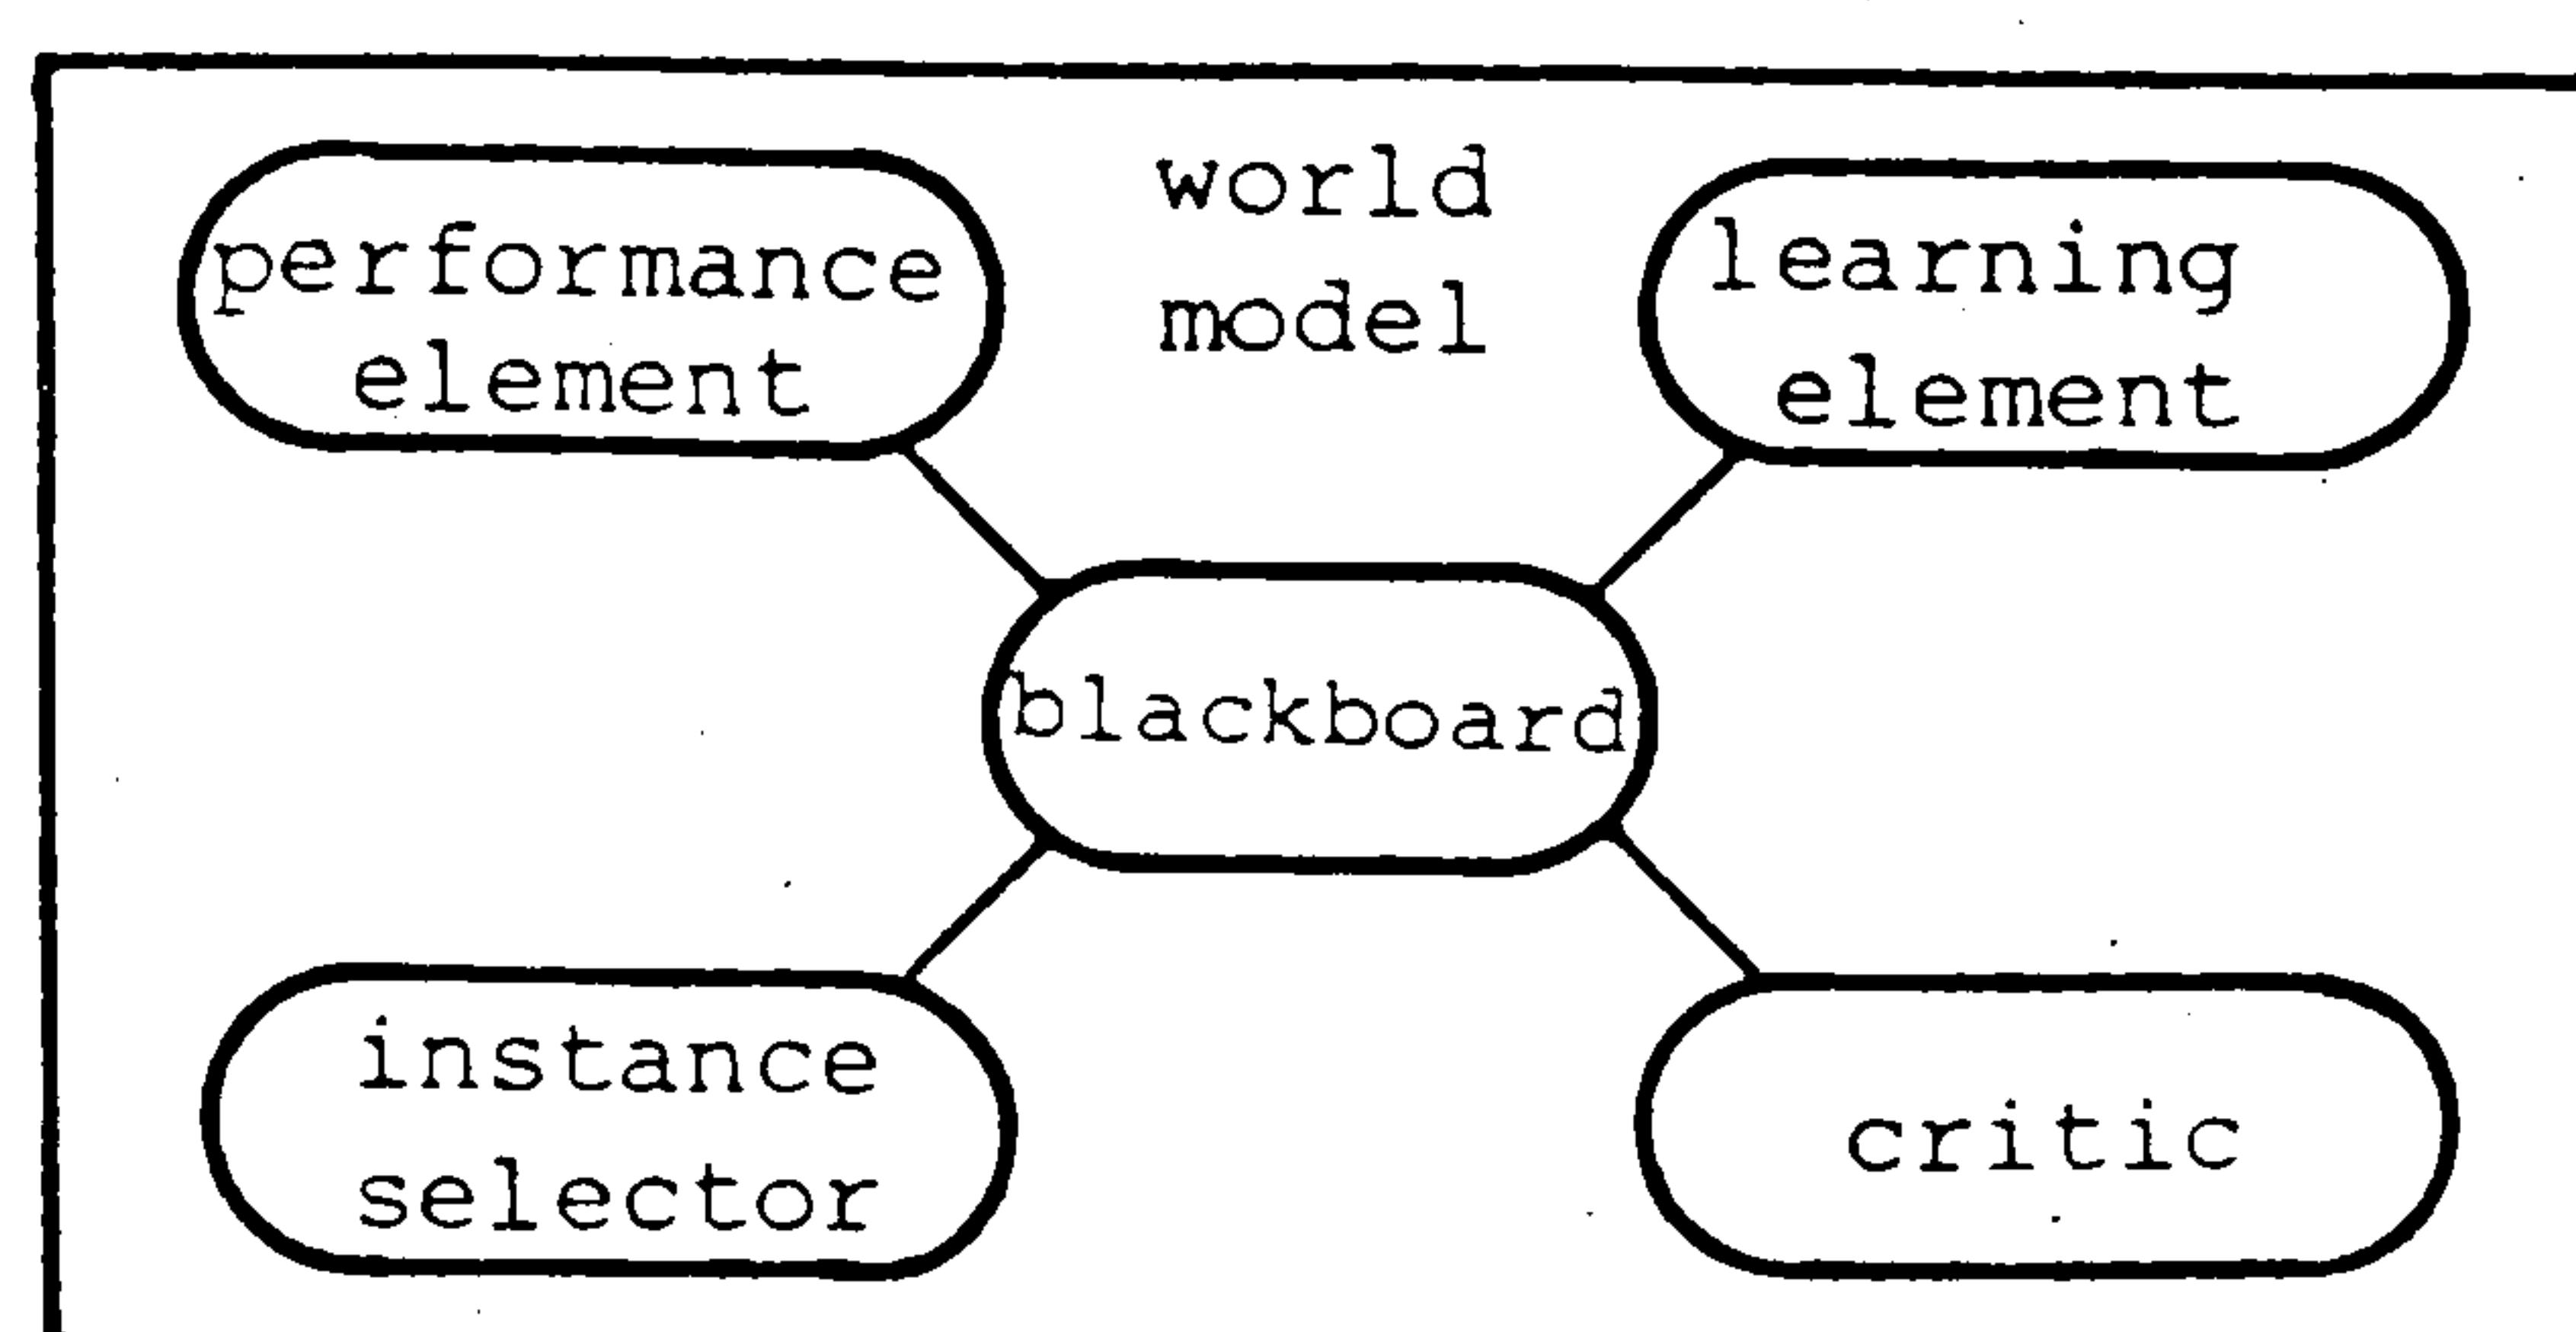 performance
element
world
model
learning
element
blackboard
instance
selector
critic